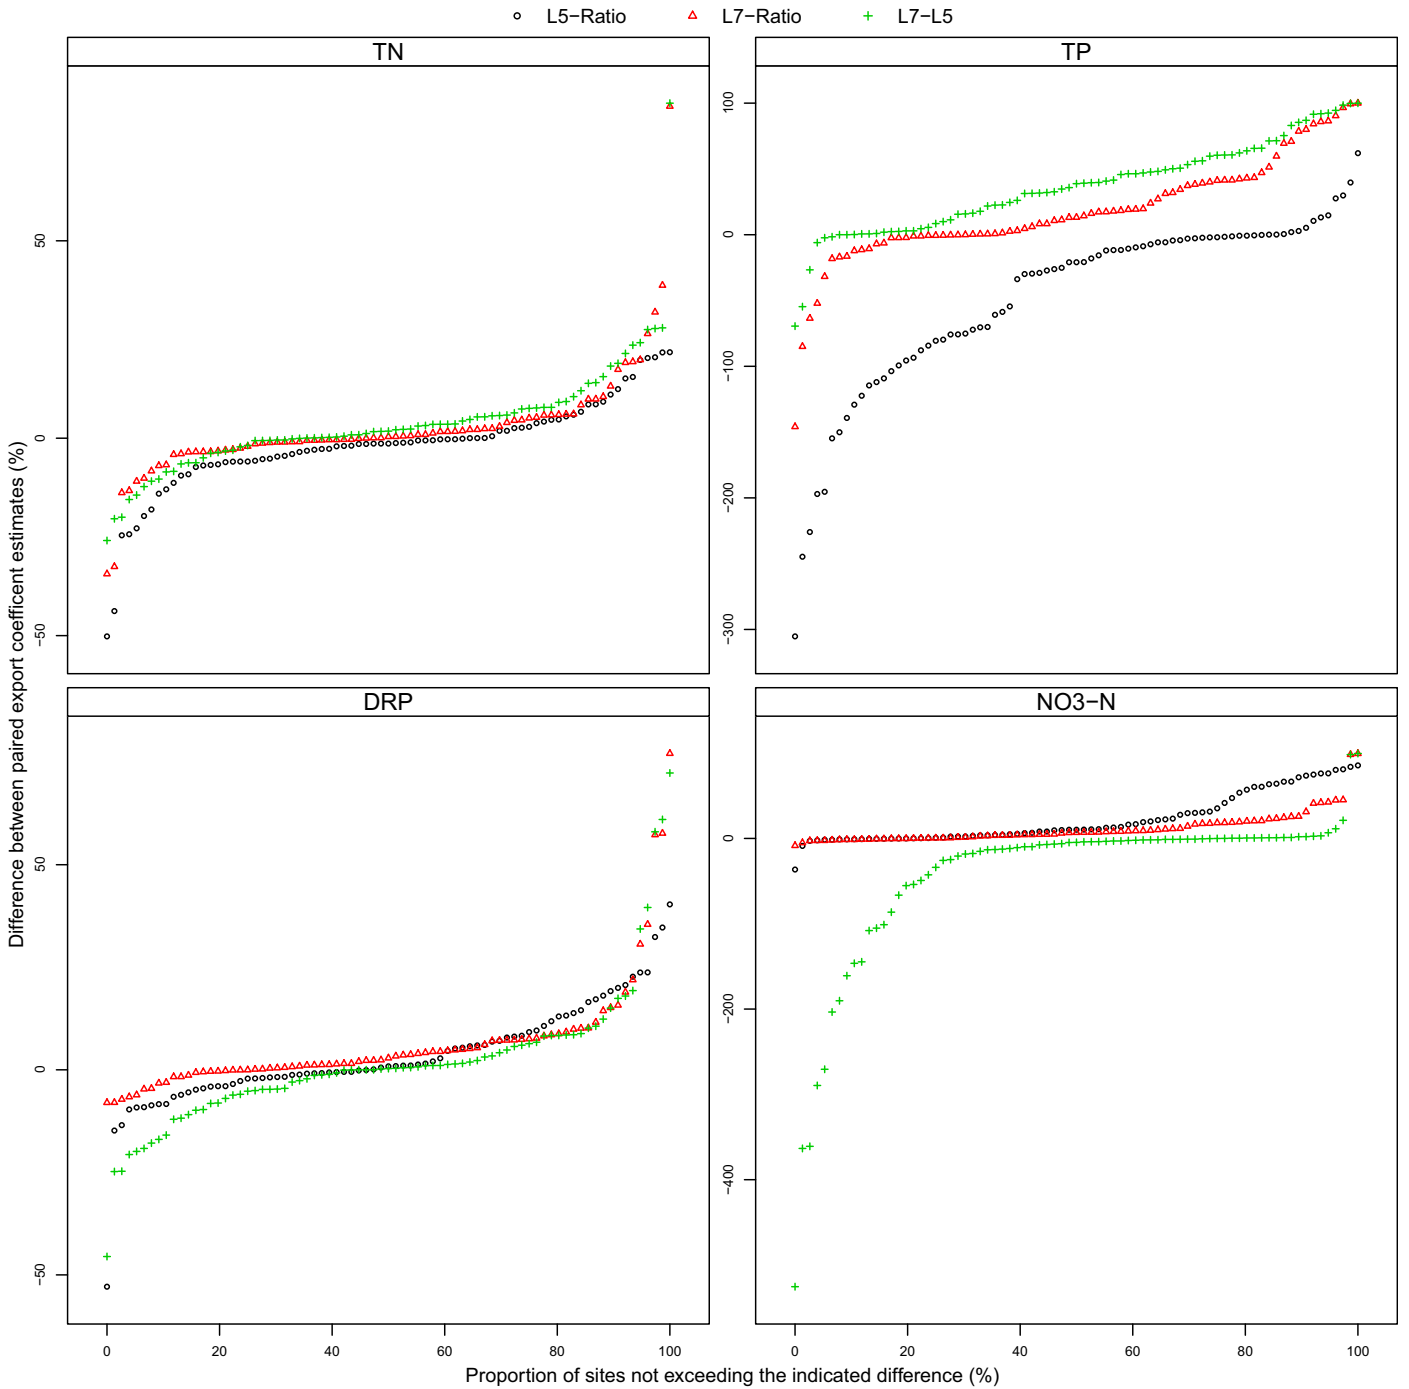 L5−Ratio L7−Ratio L7−L5
TN
TP
50
0
−50
100
0
−100
−200
−300
DRP
NO3−N
50
0
−50
0
−200
−400
0 20 40 60 80 100
0 20 40 60 80 100
Difference between paired export coefficent estimates (%)
Proportion of sites not exceeding the indicated difference (%)